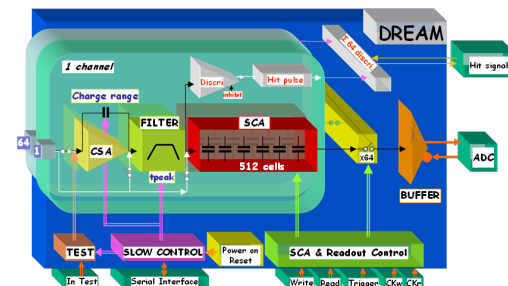 DREAM
Σ 64 discri
Hit signal
1 channel
Discri
inhibit
Hit pulse
Charge range
FILTER
SCA
64
1
CSA
tpeak
512 cells
x64
BUFFER
ADC
TEST
SLOW CONTROL
Power on
Reset
SCA & Readout Control
In Test
Serial Interface
Write
Read
Trigger
CKw
CKr